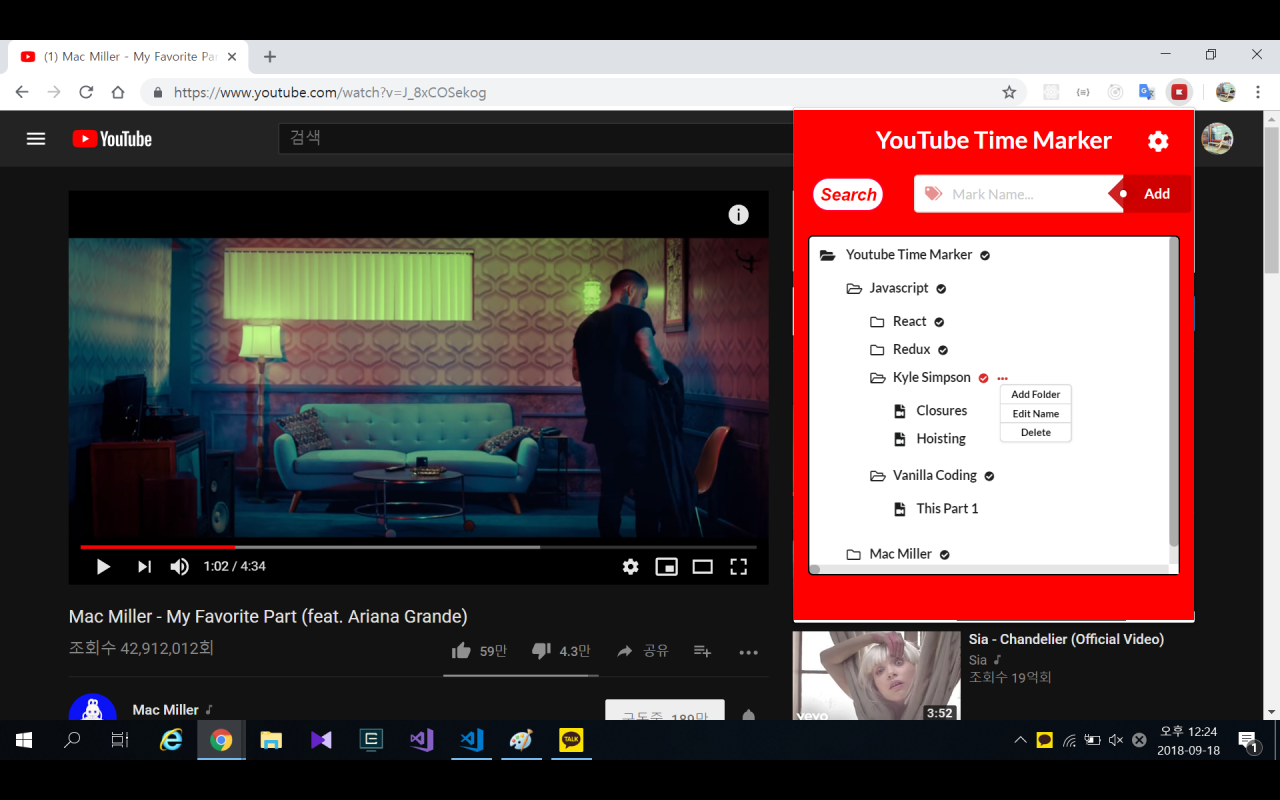 (1) Mac Miller - My Favorite Par
https://www.youtube.com/watch?v=J_8xCOSekog
YouTube
검색
YouTube Time Marker
Search
Mark Name...
Add
Youtube Time Marker
Javascript
React
Redux
Kyle Simpson
Add Folder
Edit Name
Delete
Closures
Hoisting
Vanilla Coding
This Part 1
Mac Miller
1:02 / 4:34
Mac Miller - My Favorite Part (feat. Ariana Grande)
조회수 42,912,012회
59만
4.3만
공유
Mac Miller
구독중 189만
Sia - Chandelier (Official Video)
Sia
조회수 19억회
vevo
3:52
TALK
오후 12:24
2018-09-18
1